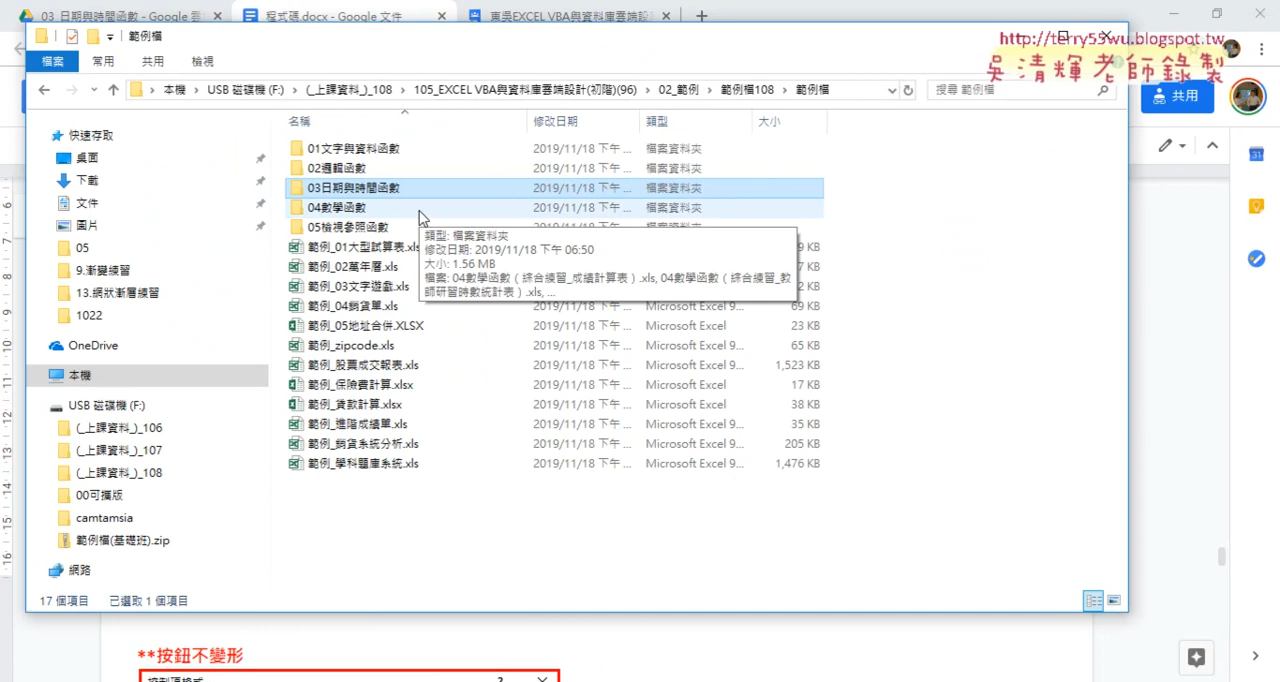 03_日期與時間函數 - Google 雲
程式碼.docx - Google 文件
東吳EXCEL VBA與資料庫雲端設
範例檔
http://terry55wu.blogspot.tw
吳清輝老師錄製
檔案 常用 共用 檢視
本機 USB 磁碟機 (F:) (_上課資料_)_108 105_EXCEL VBA與資料庫雲端設計(初階)(96) 02_範例 範例檔108 範例檔
搜尋 範例檔
共用
名稱 修改日期 類型 大小
快速存取
桌面
下載
文件
圖片
05
9.漸變練習
13.網狀漸層練習
1022
OneDrive
本機
USB 磁碟機 (F:)
(_上課資料_)_106
(_上課資料_)_107
(_上課資料_)_108
00可攜版
camtamsia
範例檔(基礎班).zip
網路
01文字與資料函數 2019/11/18 下午 ... 檔案資料夾
02邏輯函數 2019/11/18 下午 ... 檔案資料夾
03日期與時間函數 2019/11/18 下午 ... 檔案資料夾
04數學函數 2019/11/18 下午 ... 檔案資料夾
05檢視參照函數 2019/11/18 下午 ... 檔案資料夾
類型: 檔案資料夾
修改日期: 2019/11/18 下午 06:50
大小: 1.56 MB
檔案: 04數學函數（綜合練習_成績計算表）.xls, 04數學函數（綜合練習_教
師研習時數統計表）.xls, ...
範例_01大型試算表.xls
範例_02萬年曆.xls
範例_03文字遊戲.xls
範例_04銷貨單.xls 2019/11/18 下午 ... Microsoft Excel 9... 69 KB
範例_05地址合併.XLSX 2019/11/18 下午 ... Microsoft Excel 23 KB
範例_zipcode.xls 2019/11/18 下午 ... Microsoft Excel 9... 65 KB
範例_股票成交報表.xls 2019/11/18 下午 ... Microsoft Excel 9... 1,523 KB
範例_保險費計算.xlsx 2019/11/18 下午 ... Microsoft Excel 17 KB
範例_貸款計算.xlsx 2019/11/18 下午 ... Microsoft Excel 38 KB
範例_進階成績單.xls 2019/11/18 下午 ... Microsoft Excel 9... 35 KB
範例_銷貨系統分析.xls 2019/11/18 下午 ... Microsoft Excel 9... 205 KB
範例_學科題庫系統.xls 2019/11/18 下午 ... Microsoft Excel 9... 1,476 KB
17 個項目 已選取 1 個項目
**按鈕不變形
控制項格式